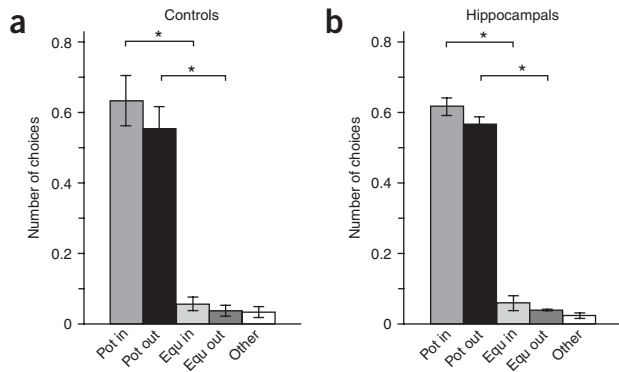 a
Controls
Number of choices
0.8
0.6
0.4
0.2
0
*
*
Pot in
Pot out
Equ in
Equ out
Other
b
Hippocampals
Number of choices
0.8
0.6
0.4
0.2
0
*
*
Pot in
Pot out
Equ in
Equ out
Other